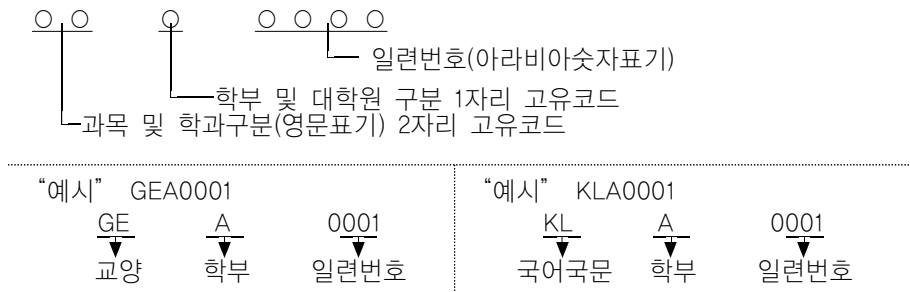 ○ ○ ○ ○ ○ ○ ○
일련번호(아라비아숫자표기)
학부 및 대학원 구분 1자리 고유코드
과목 및 학과구분(영문표기) 2자리 고유코드
“예시” GEA0001
GE A 0001
교양 학부 일련번호
“예시” KLA0001
KL A 0001
국어국문 학부 일련번호